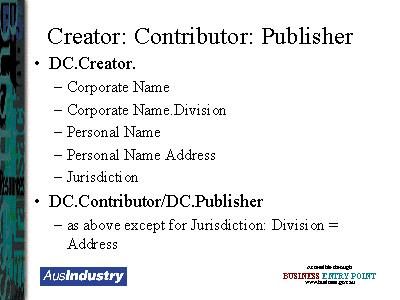 Creator: Contributor: Publisher
• DC.Creator.
– Corporate Name
– Corporate Name.Division
– Personal Name
– Personal Name.Address
– Jurisdiction
• DC.Contributor/DC.Publisher
– as above except for Jurisdiction: Division =
Address
AusIndustry
Accessible through
BUSINESS ENTRY POINT
www.business.gov.au